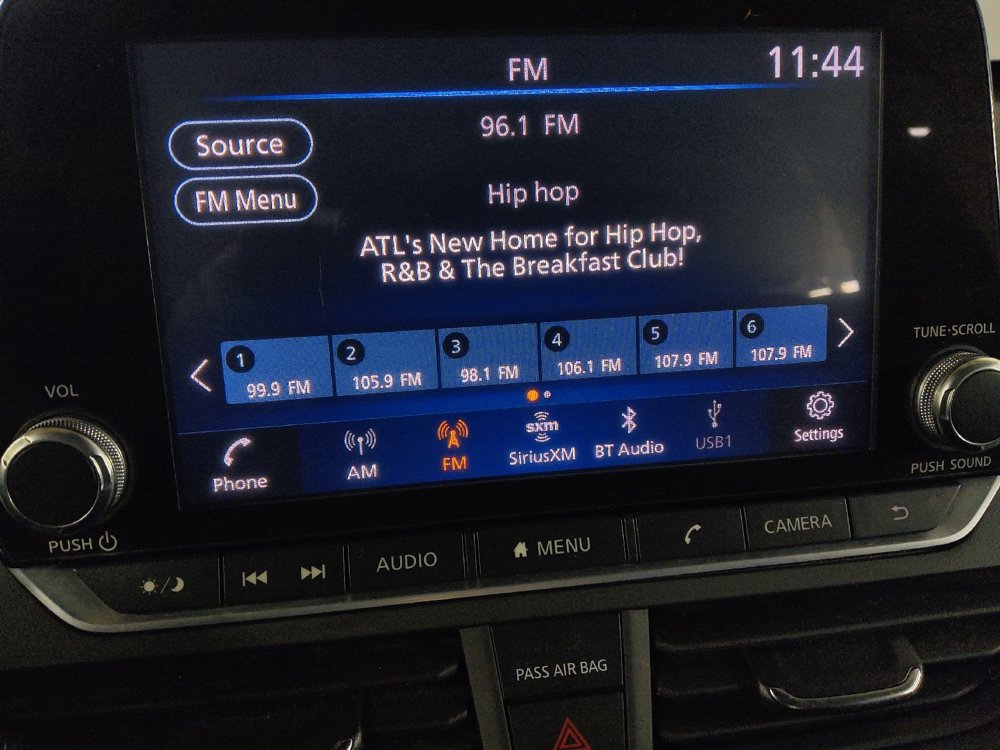 FM
11:44
Source
96.1 FM
FM Menu
Hip hop
ATL's New Home for Hip Hop,
R&B & The Breakfast Club!
1
99.9 FM
2
105.9 FM
3
98.1 FM
4
106.1 FM
5
107.9 FM
6
107.9 FM
VOL
TUNE·SCROLL
Phone
AM
FM
sxm
SiriusXM
BT Audio
USB1
Settings
PUSH
PUSH SOUND
AUDIO
MENU
CAMERA
PASS AIR BAG